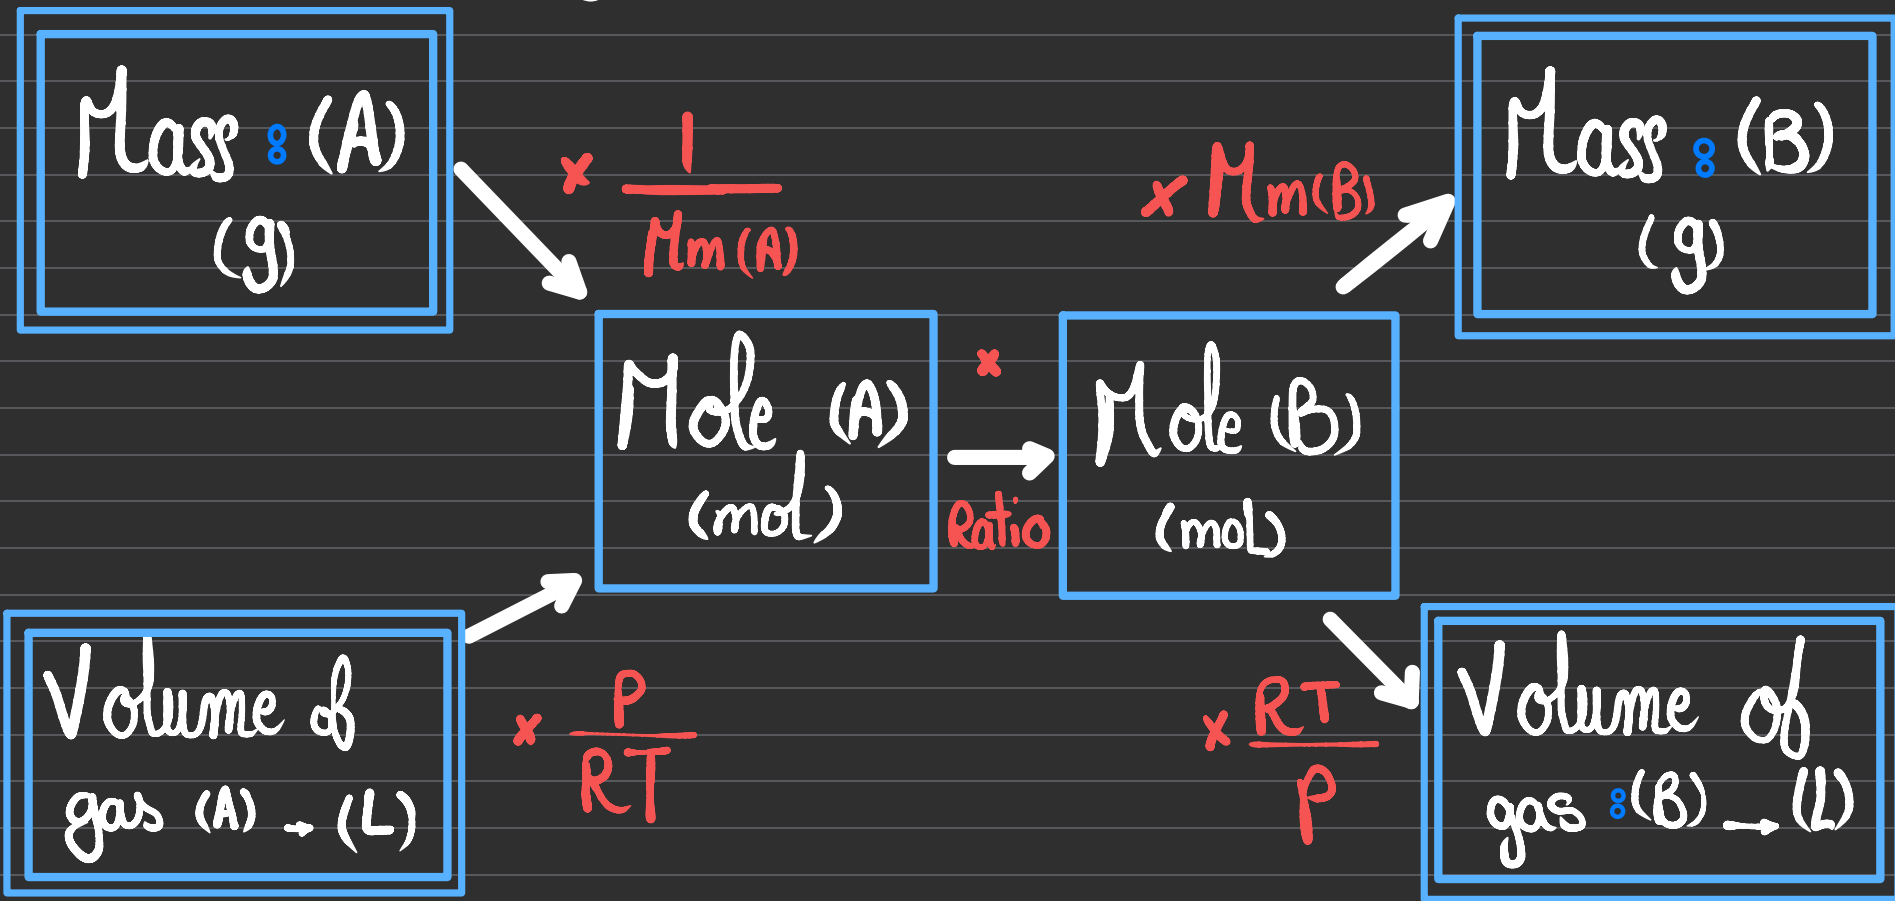 Mass : (A)
(g)
× 1
Mm (A)
× Mm(B)
Mass : (B)
(g)
Mole (A)
(mol)
×
Ratio
Mole (B)
(mol)
Volume of
gas (A) → (L)
× P
RT
× RT
P
Volume of
gas : (B) → (L)